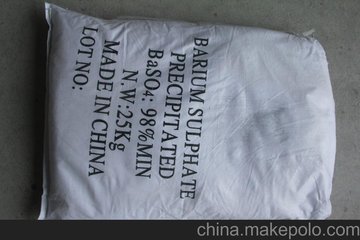 BARIUM SULPHATE
PRECIPITATED
BaSO4: 98%MIN
N.W:25Kg
MADE IN CHINA
LOT NO:
china.makepolo.com